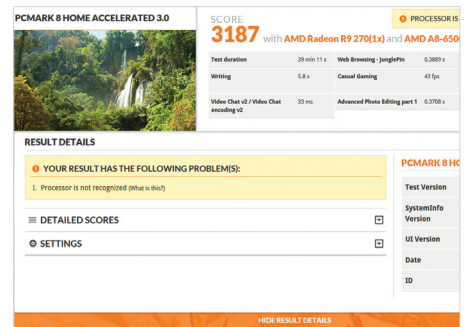 PCMARK 8 HOME ACCELERATED 3.0
SCORE
PROCESSOR IS
3187 with AMD Radeon R9 270(1x) and AMD A8-650
Test duration 39 min 11 s Web Browsing - JunglePin 0.3889 s
Writing 5.8 s Casual Gaming 43 fps
Video Chat v2 / Video Chat encoding v2 33 ms Advanced Photo Editing part 1 0.3708 s
RESULT DETAILS
YOUR RESULT HAS THE FOLLOWING PROBLEM(S):
I. Processor is not recognized (What is this?)
DETAILED SCORES
SETTINGS
PCMARK 8 HO
Test Version
SystemInfo
Version
UI Version
Date
ID
HIDE RESULT DETAILS